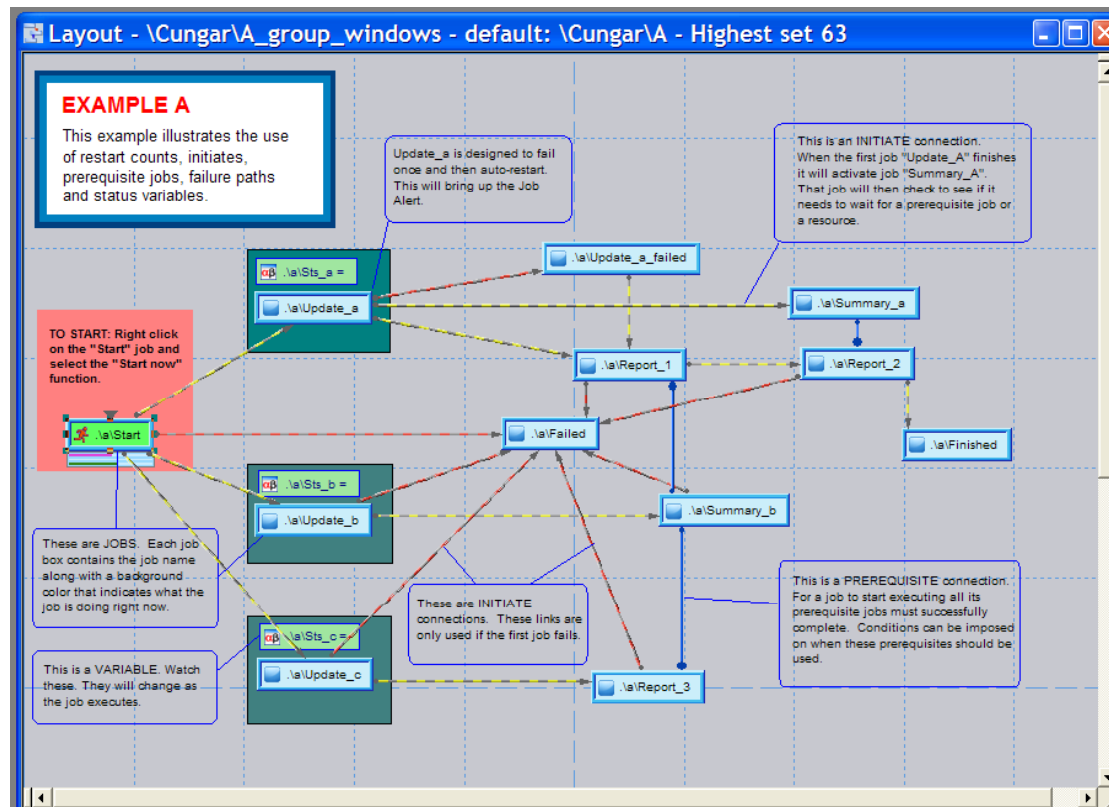 Layout - \Cungar\A_group_windows - default: \Cungar\A - Highest set 63
EXAMPLE A
This example illustrates the use
of restart counts, initiates,
prerequisite jobs, failure paths
and status variables.
Update_a is designed to fail
once and then auto-restart.
This will bring up the Job
Alert.
This is an INITIATE connection.
When the first job "Update_A" finishes
it will activate job "Summary_A".
That job will then check to see if it
needs to wait for a prerequisite job or
a resource.
.\a\Update_a_failed
αβ .\a\Sts_a =
.\a\Update_a
.\a\Summary_a
TO START: Right click
on the "Start" job and
select the "Start now"
function.
.\a\Report_1
.\a\Report_2
.\a\Start
.\a\Failed
.\a\Finished
αβ .\a\Sts_b =
.\a\Update_b
.\a\Summary_b
These are JOBS. Each job
box contains the job name
along with a background
color that indicates what the
job is doing right now.
These are INITIATE
connections. These links are
only used if the first job fails.
This is a PREREQUISITE connection.
For a job to start executing all its
prerequisite jobs must successfully
complete. Conditions can be imposed
on when these prerequisites should be
used.
αβ .\a\Sts_c =
.\a\Update_c
.\a\Report_3
This is a VARIABLE. Watch
these. They will change as
the job executes.